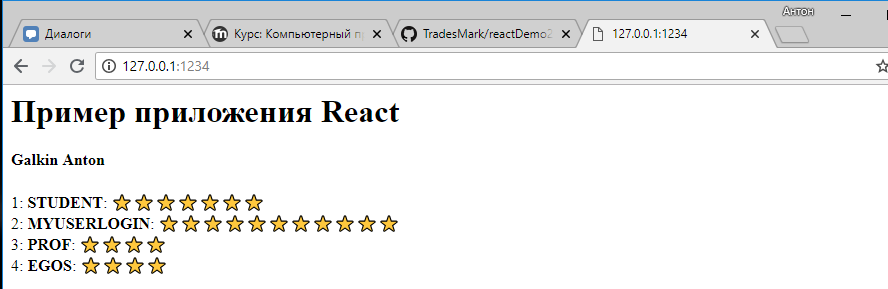 Антон
Диалоги
Курс: Компьютерный п
TradesMark/reactDemo2
127.0.0.1:1234
127.0.0.1:1234
Пример приложения React
Galkin Anton
1: STUDENT: ⭐⭐⭐⭐⭐⭐⭐
2: MYUSERLOGIN: ⭐⭐⭐⭐⭐⭐⭐⭐⭐⭐⭐
3: PROF: ⭐⭐⭐⭐
4: EGOS: ⭐⭐⭐⭐